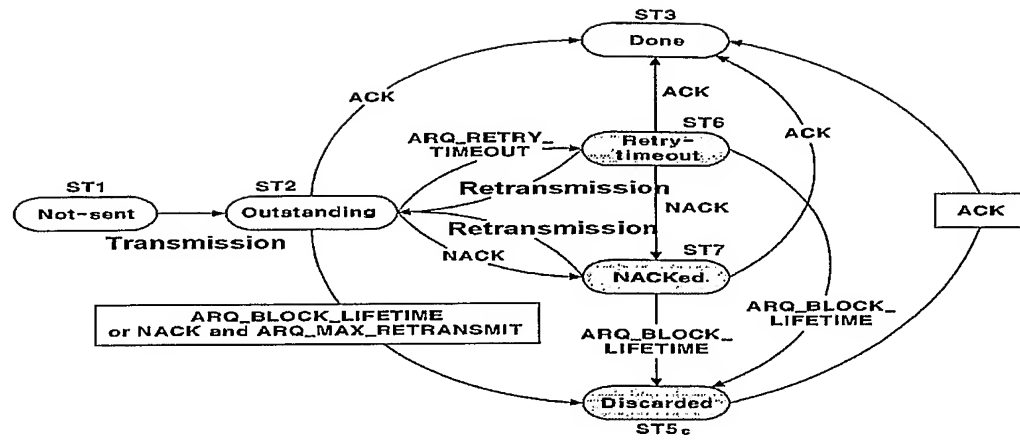 ST3
Done
ACK
ACK
ST6
ARQ_RETRY_
TIMEOUT
Retry-
timeout
ACK
ST1
ST2
Retransmission
Not-sent
Outstanding
NACK
ACK
Transmission
Retransmission
NACK
ST7
NACKed.
ARQ_BLOCK_LIFETIME
or NACK and ARQ_MAX_RETRANSMIT
ARQ_BLOCK_
LIFETIME
ARQ_BLOCK_
LIFETIME
Discarded
ST5c